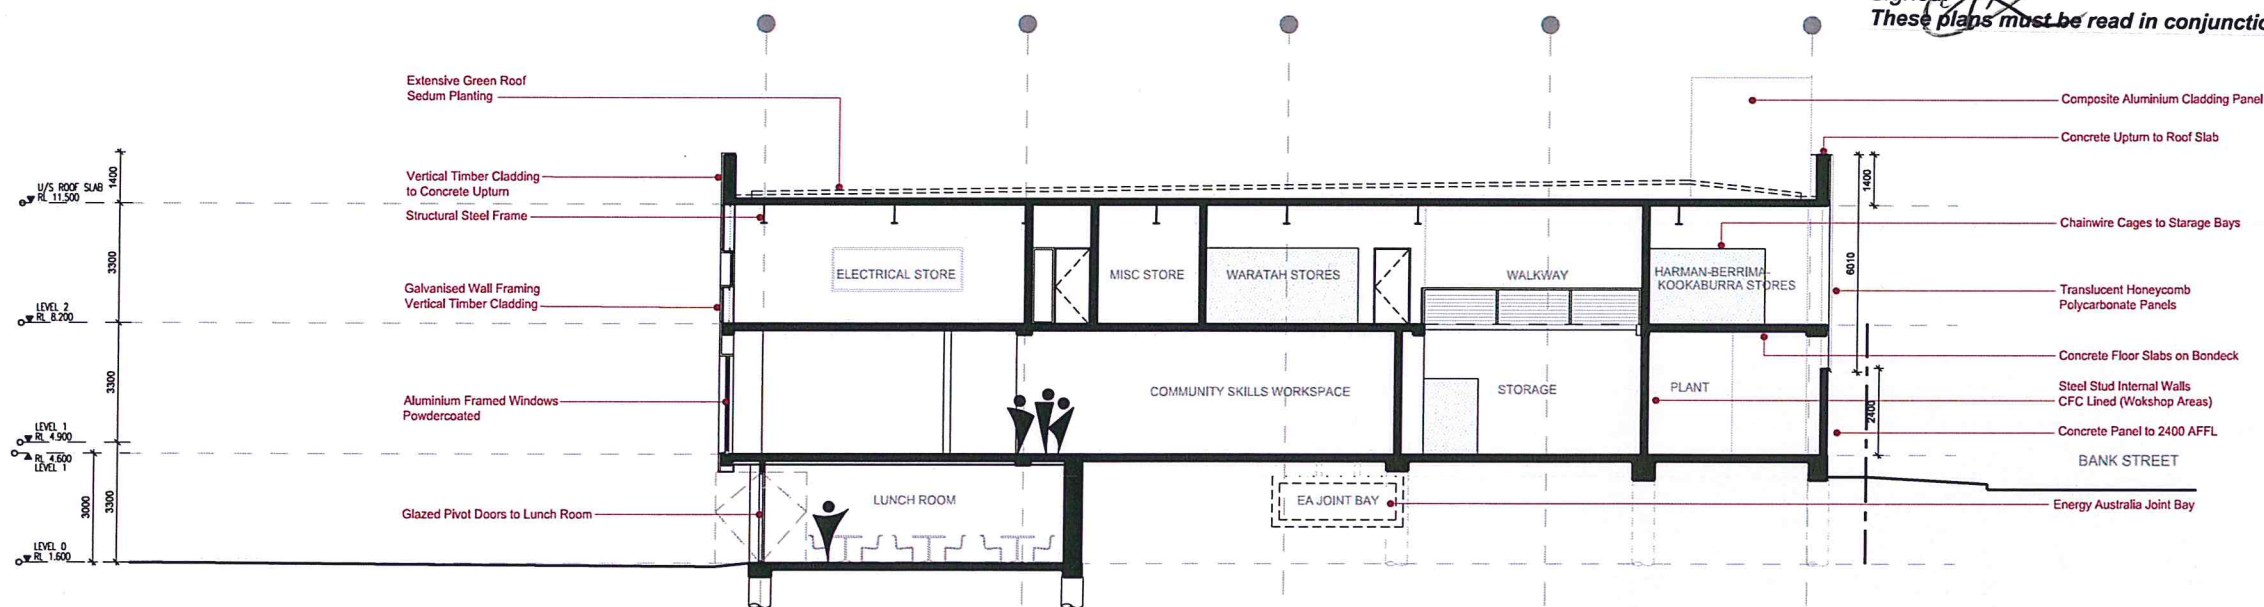 These plans must be read in conjunctio
Extensive Green Roof
Sedum Planting
Vertical Timber Cladding
to Concrete Upturn
Structural Steel Frame
Galvanised Wall Framing
Vertical Timber Cladding
Aluminium Framed Windows
Powdercoated
Glazed Pivot Doors to Lunch Room
U/S ROOF SLAB
RL 11.500
LEVEL 2
RL 8.200
LEVEL 1
RL 4.900
RL 4.600
LEVEL 1
LEVEL 0
RL 1.600
1400
3300
3300
3300
3000
ELECTRICAL STORE
MISC STORE
WARATAH STORES
WALKWAY
HARMAN-BERRIMA-
KOOKABURRA STORES
COMMUNITY SKILLS WORKSPACE
STORAGE
PLANT
LUNCH ROOM
EA JOINT BAY
1400
6010
2400
Composite Aluminium Cladding Panel
Concrete Upturn to Roof Slab
Chainwire Cages to Starage Bays
Translucent Honeycomb
Polycarbonate Panels
Concrete Floor Slabs on Bondeck
Steel Stud Internal Walls
CFC Lined (Wokshop Areas)
Concrete Panel to 2400 AFFL
BANK STREET
Energy Australia Joint Bay